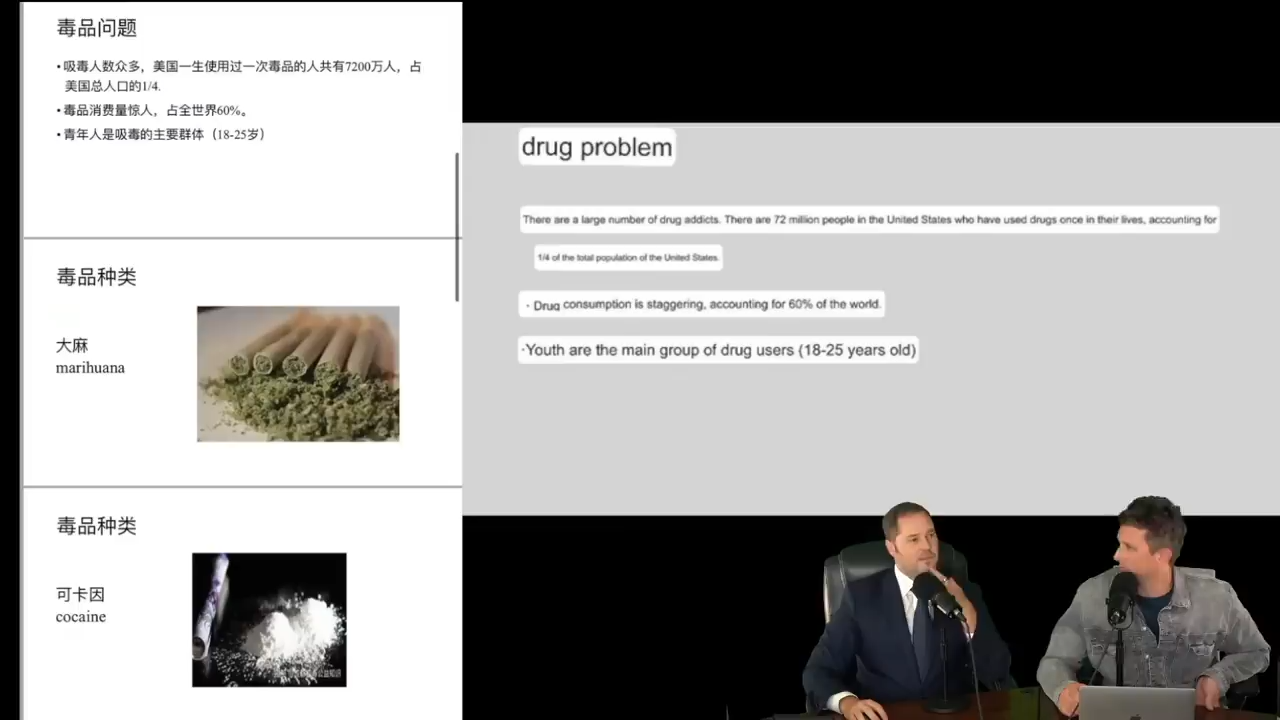 毒品问题
• 吸毒人数众多，美国一生使用过一次毒品的人共有7200万人，占
美国总人口的1/4.
• 毒品消费量惊人，占全世界60%。
• 青年人是吸毒的主要群体（18-25岁）
毒品种类
大麻
marihuana
毒品种类
可卡因
cocaine
drug problem
There are a large number of drug addicts. There are 72 million people in the United States who have used drugs once in their lives, accounting for
1/4 of the total population of the United States.
· Drug consumption is staggering, accounting for 60% of the world.
·Youth are the main group of drug users (18-25 years old)